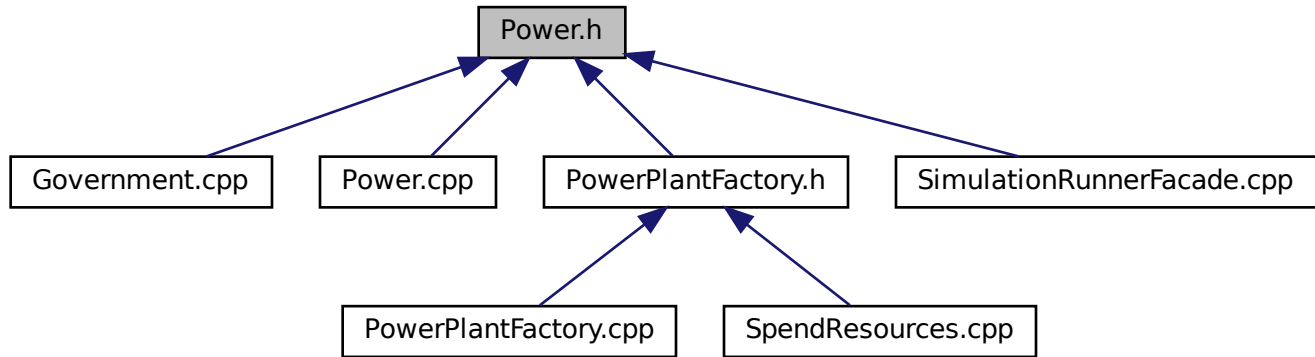 Power.h
Government.cpp
Power.cpp
PowerPlantFactory.h
SimulationRunnerFacade.cpp
PowerPlantFactory.cpp
SpendResources.cpp